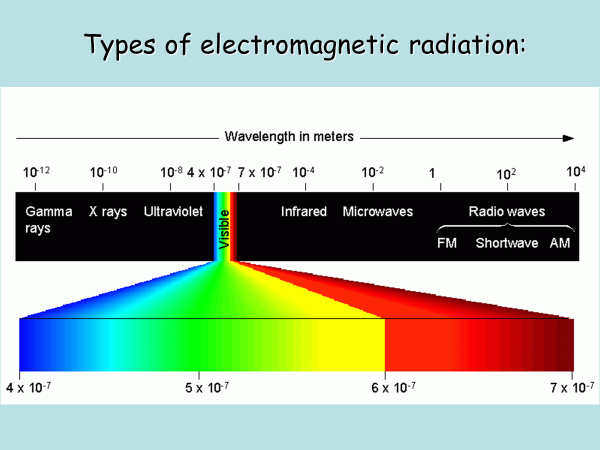 Types of electromagnetic radiation:
Wavelength in meters
10-12 10-10 10-8 4 x 10-7 7 x 10-7 10-4 10-2 1 102 104
Gamma rays X rays Ultraviolet Visible Infrared Microwaves Radio waves
FM Shortwave AM
4 x 10-7 5 x 10-7 6 x 10-7 7 x 10-7